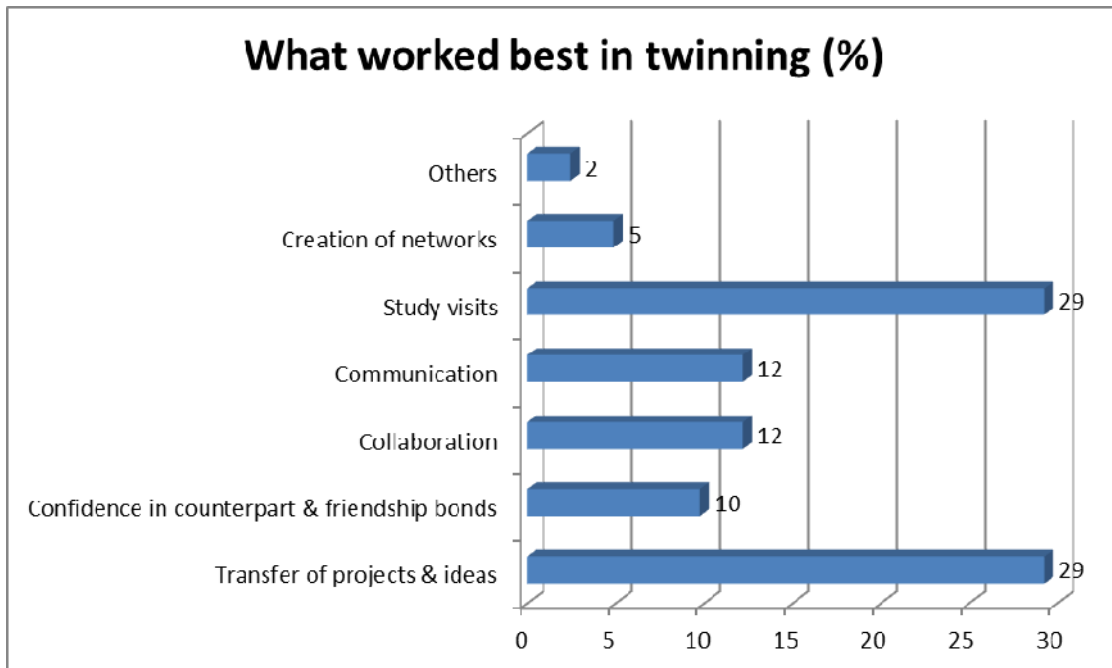 What worked best in twinning (%)
Others 2
Creation of networks 5
Study visits 29
Communication 12
Collaboration 12
Confidence in counterpart & friendship bonds 10
Transfer of projects & ideas 29
0 5 10 15 20 25 30